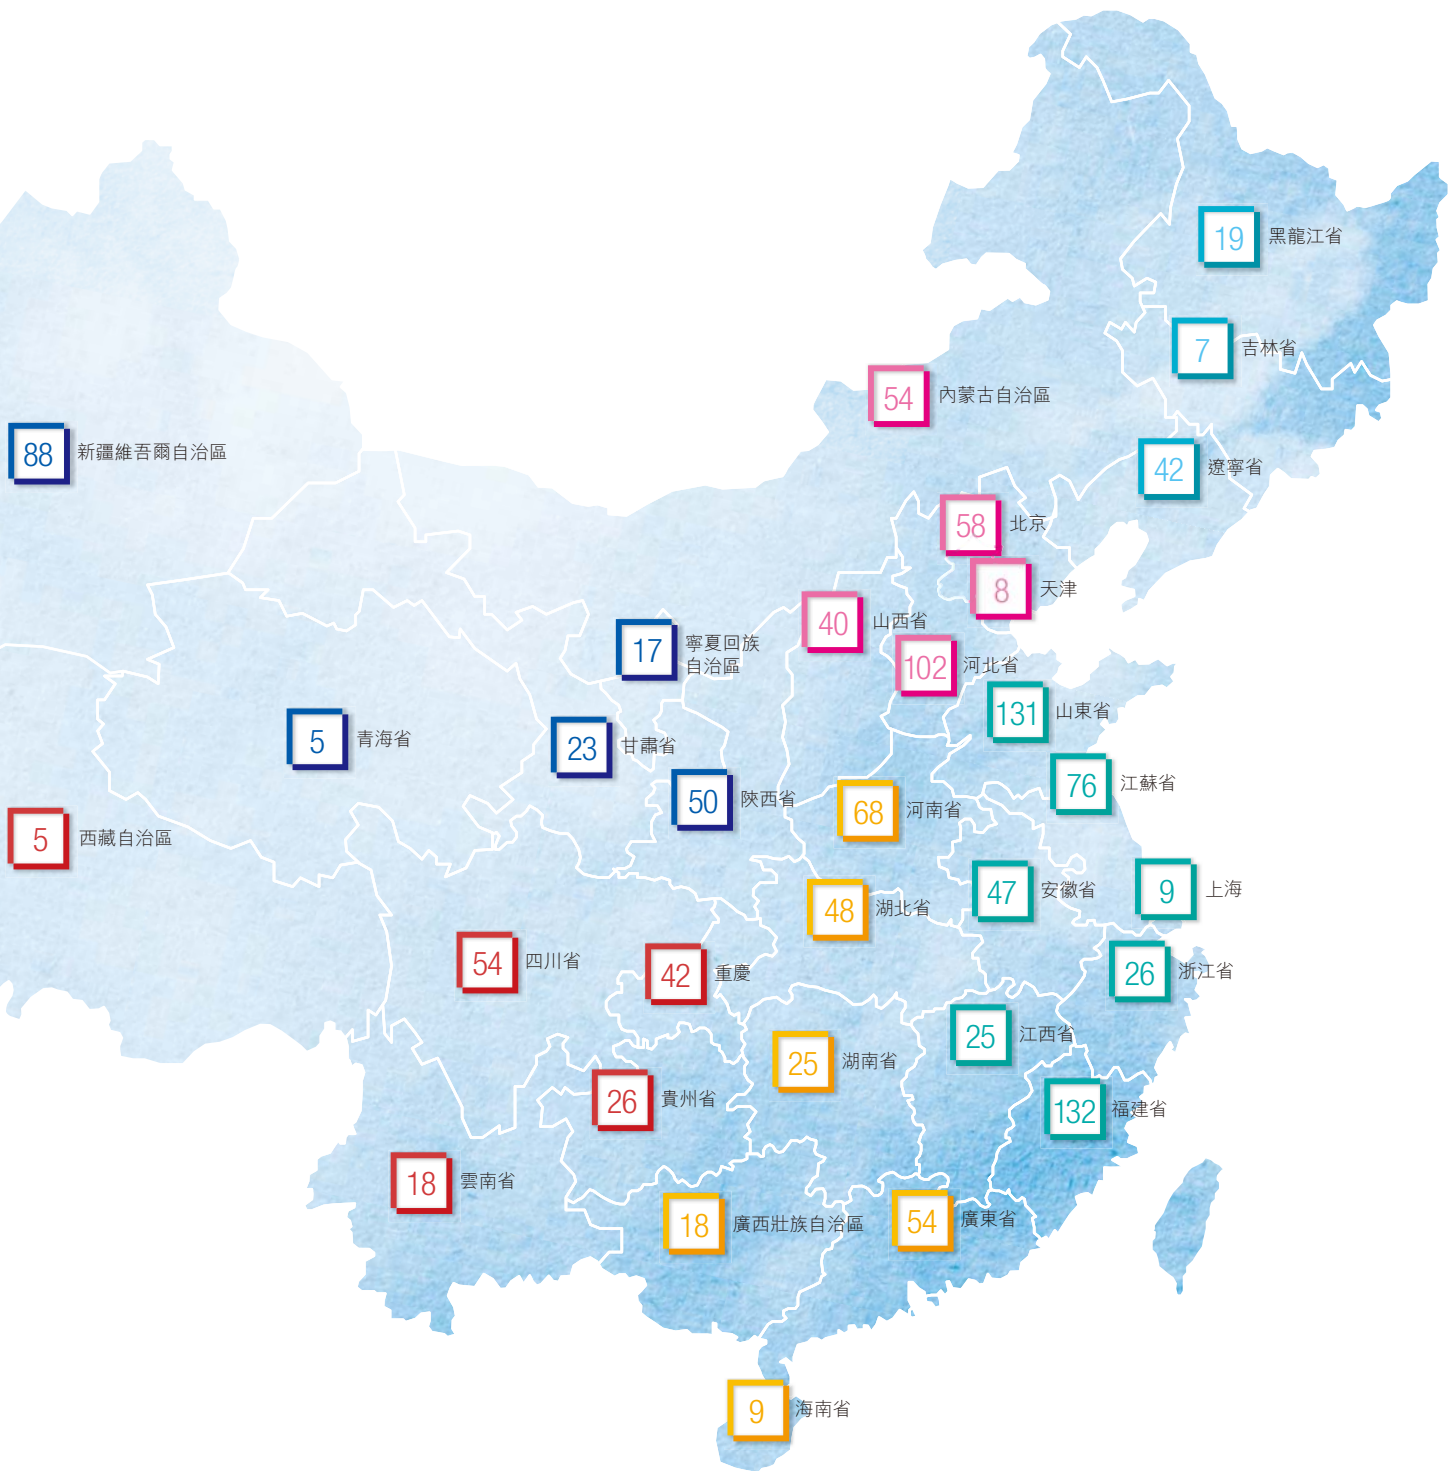 19 黑龍江省
7 吉林省
54 內蒙古自治區
88 新疆維吾爾自治區
42 遼寧省
58 北京
8 天津
40 山西省
17 寧夏回族
自治區
102 河北省
131 山東省
5 青海省
23 甘肅省
76 江蘇省
50 陝西省
68 河南省
5 西藏自治區
47 安徽省
9 上海
48 湖北省
54 四川省
42 重慶
26 浙江省
25 江西省
25 湖南省
26 貴州省
132 福建省
18 雲南省
18 廣西壯族自治區
54 廣東省
9 海南省